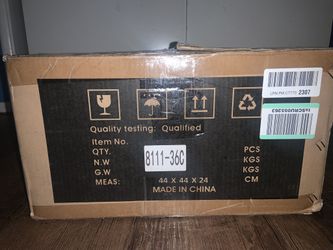 2307
Quality testing: Qualified
Item No.
8111-36C
QTY.
PCS
N.W
KGS
G.W
KGS
MEAS:
44 X 44 X 24
CM
MADE IN CHINA